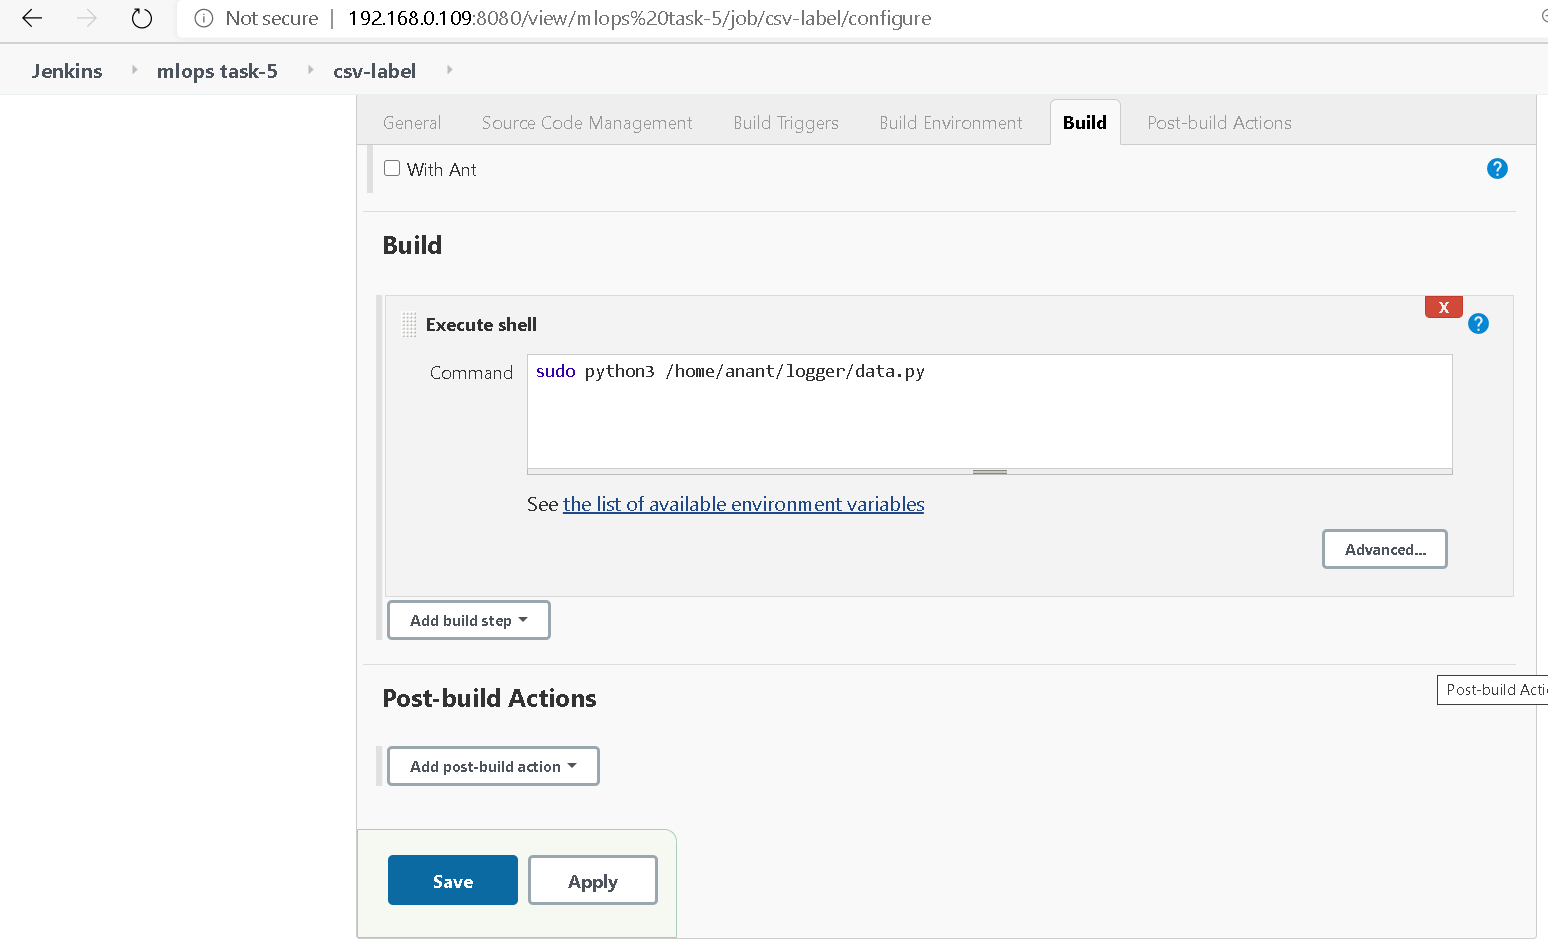 Not secure | 192.168.0.109:8080/view/mlops%20task-5/job/csv-label/configure
Jenkins mlops task-5 csv-label
General Source Code Management Build Triggers Build Environment Build Post-build Actions
With Ant ?
Build
X
Execute shell ?
Command sudo python3 /home/anant/logger/data.py
See the list of available environment variables
Advanced...
Add build step
Post-build Actions
Post-build Acti
Add post-build action
Save Apply